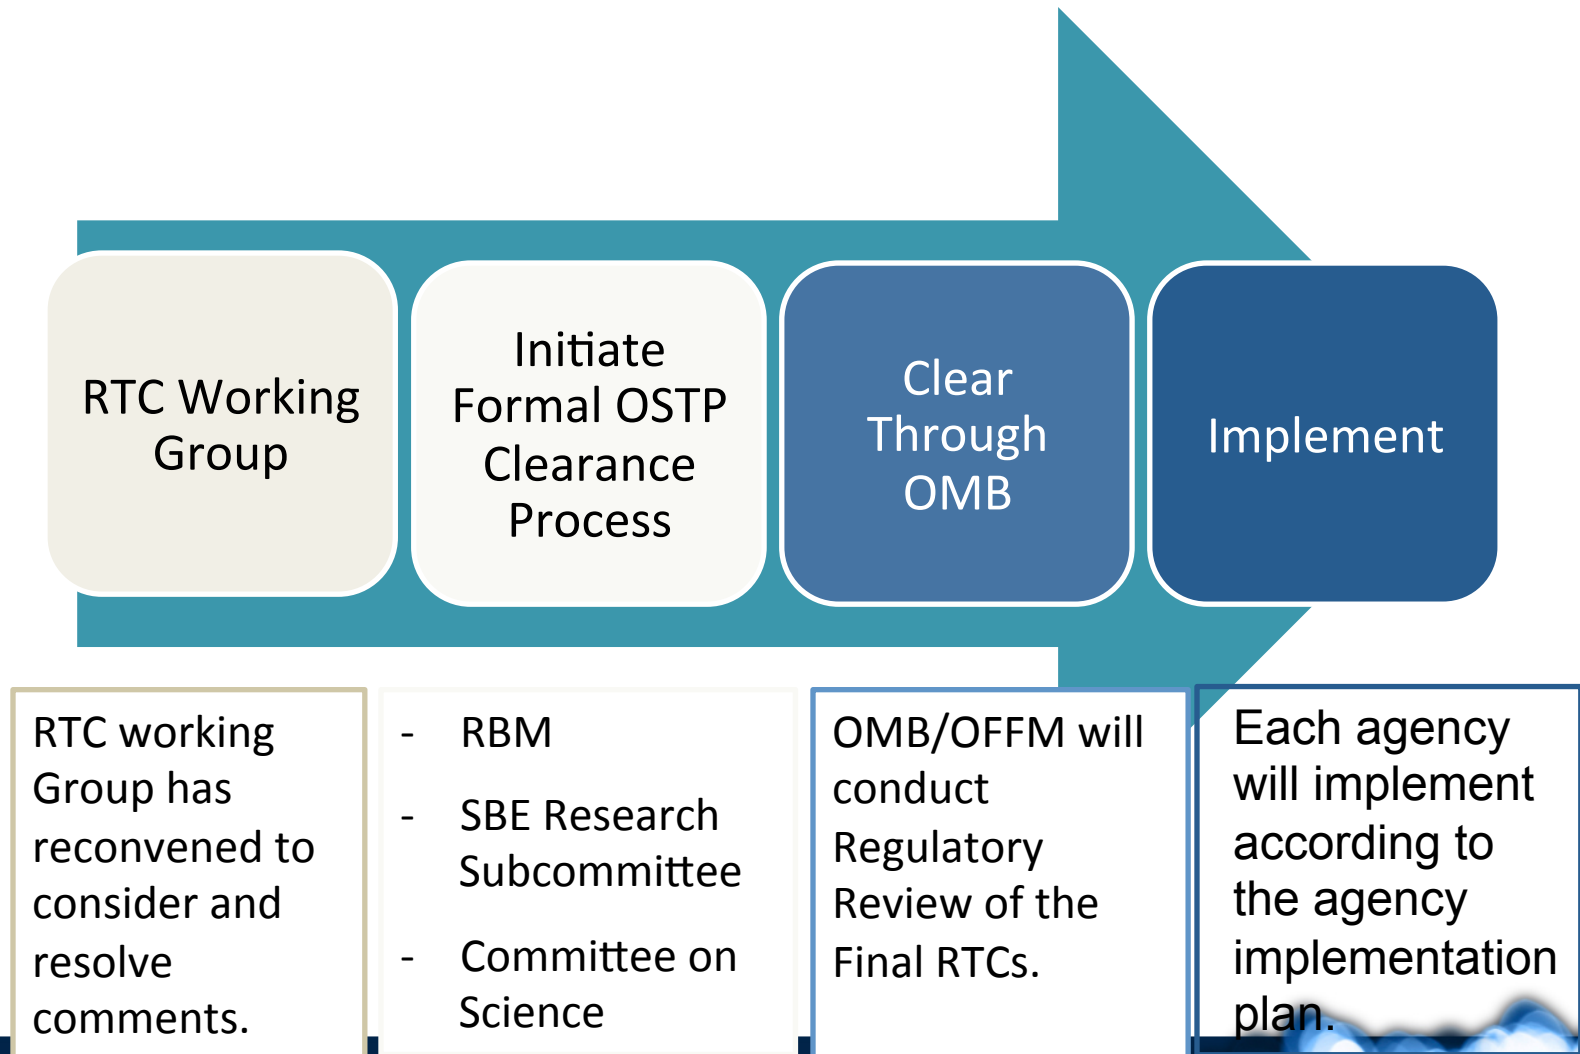 RTC Working
Group
Initiate
Formal OSTP
Clearance
Process
Clear
Through
OMB
Implement
RTC working
Group has
reconvened to
consider and
resolve
comments.
- RBM
- SBE Research
Subcommittee
- Committee on
Science
OMB/OFFM will
conduct
Regulatory
Review of the
Final RTCs.
Each agency
will implement
according to
the agency
implementation
plan.